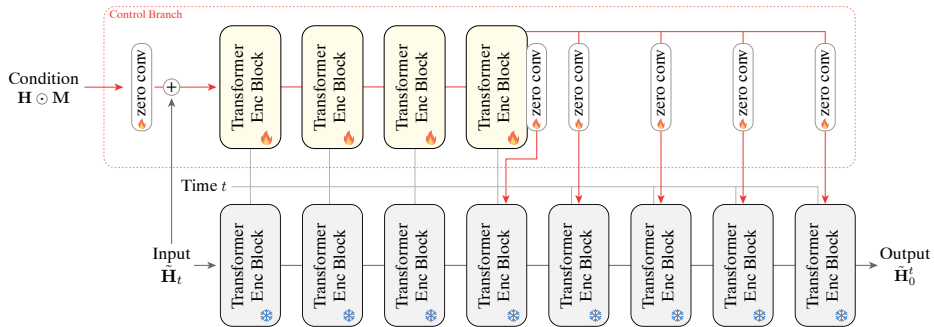 Control Branch
Condition
H ⊙ M
zero conv
+
Transformer
Enc Block
Transformer
Enc Block
Transformer
Enc Block
Transformer
Enc Block
zero conv
zero conv
zero conv
zero conv
zero conv
Time t
Input
H̃ₜ
Transformer
Enc Block
Transformer
Enc Block
Transformer
Enc Block
Transformer
Enc Block
Transformer
Enc Block
Transformer
Enc Block
Transformer
Enc Block
Transformer
Enc Block
Output
H̃₀ᵗ